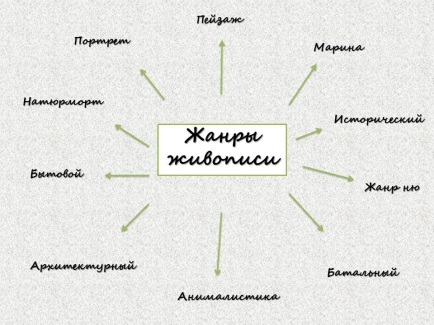 Пейзаж
Портрет
Марина
Натюрморт
Исторический
Жанры
живописи
Бытовой
Жанр ню
Архитектурный
Батальный
Анималистика